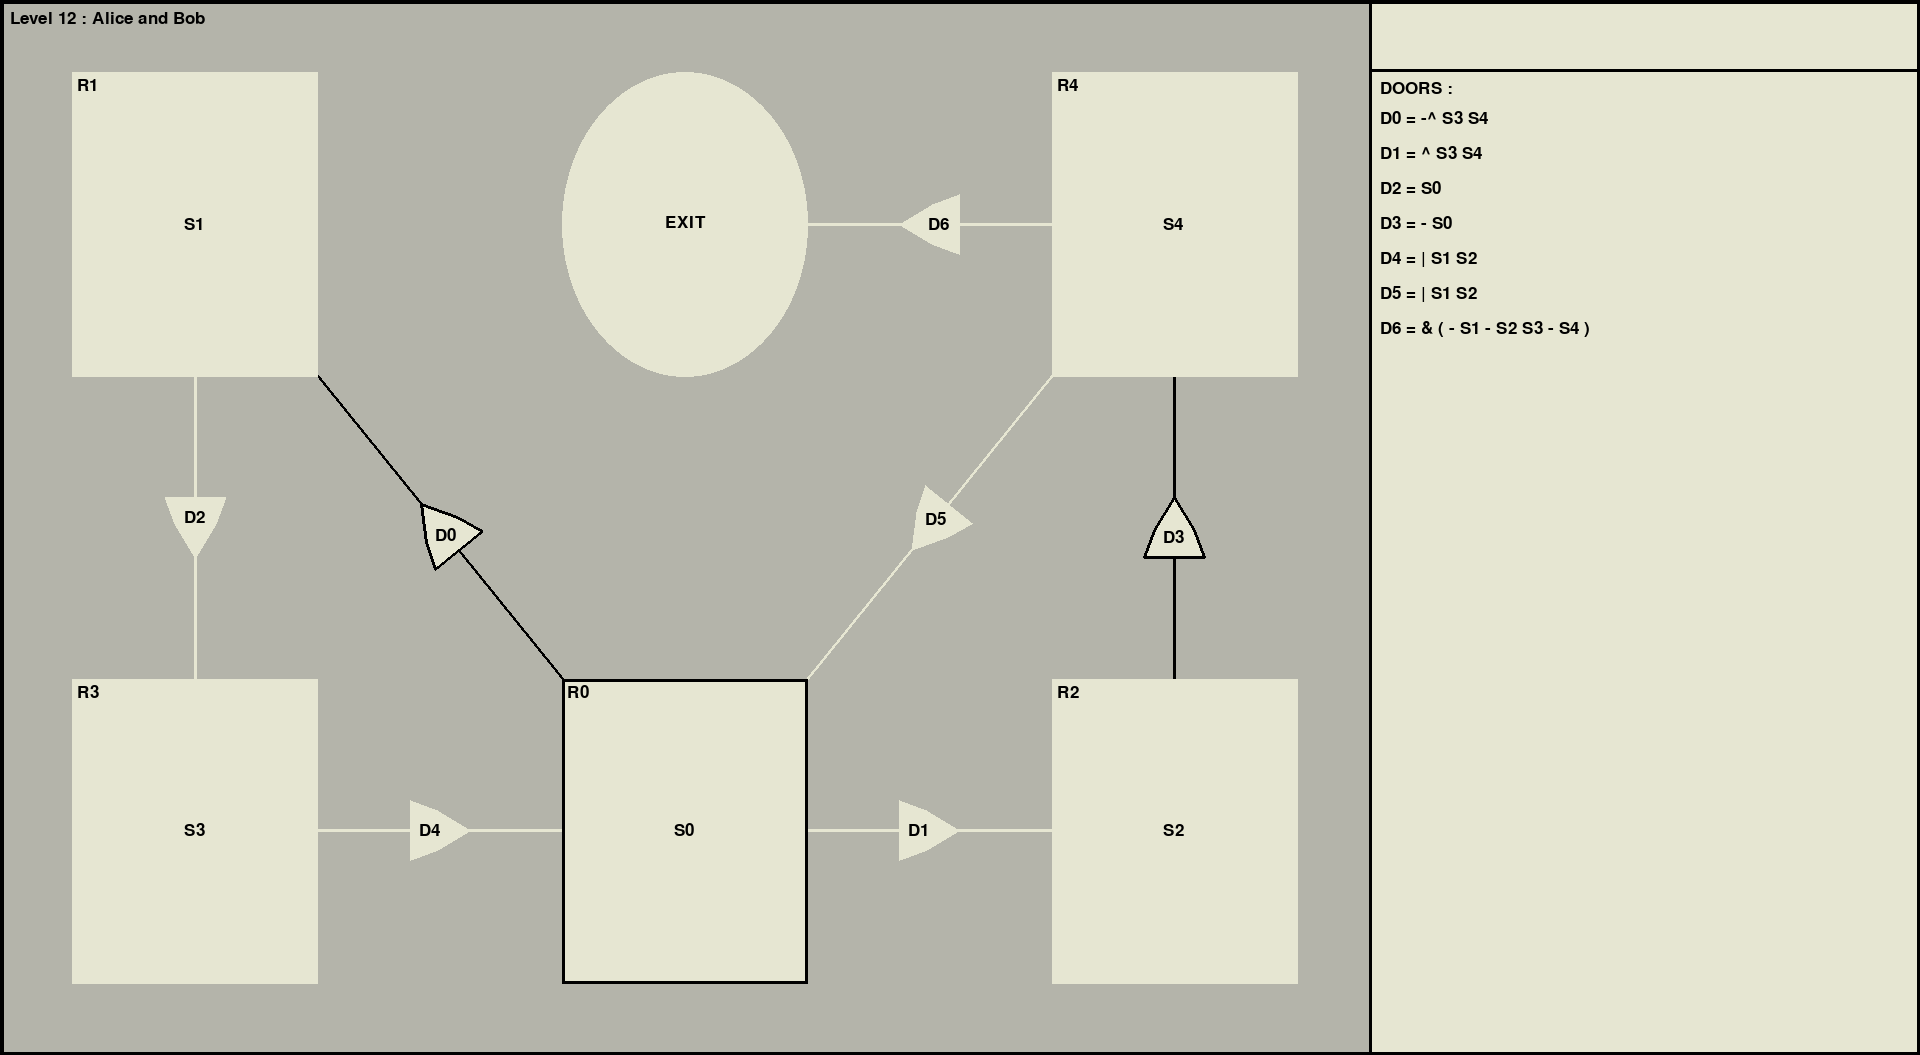 Level 12 : Alice and Bob
R1
S1
EXIT
D6
R4
S4
D2
D0
D5
D3
R3
S3
D4
R0
S0
D1
R2
S2
DOORS :
D0 = -^ S3 S4
D1 = ^ S3 S4
D2 = S0
D3 = - S0
D4 = | S1 S2
D5 = | S1 S2
D6 = & ( - S1 - S2 S3 - S4 )